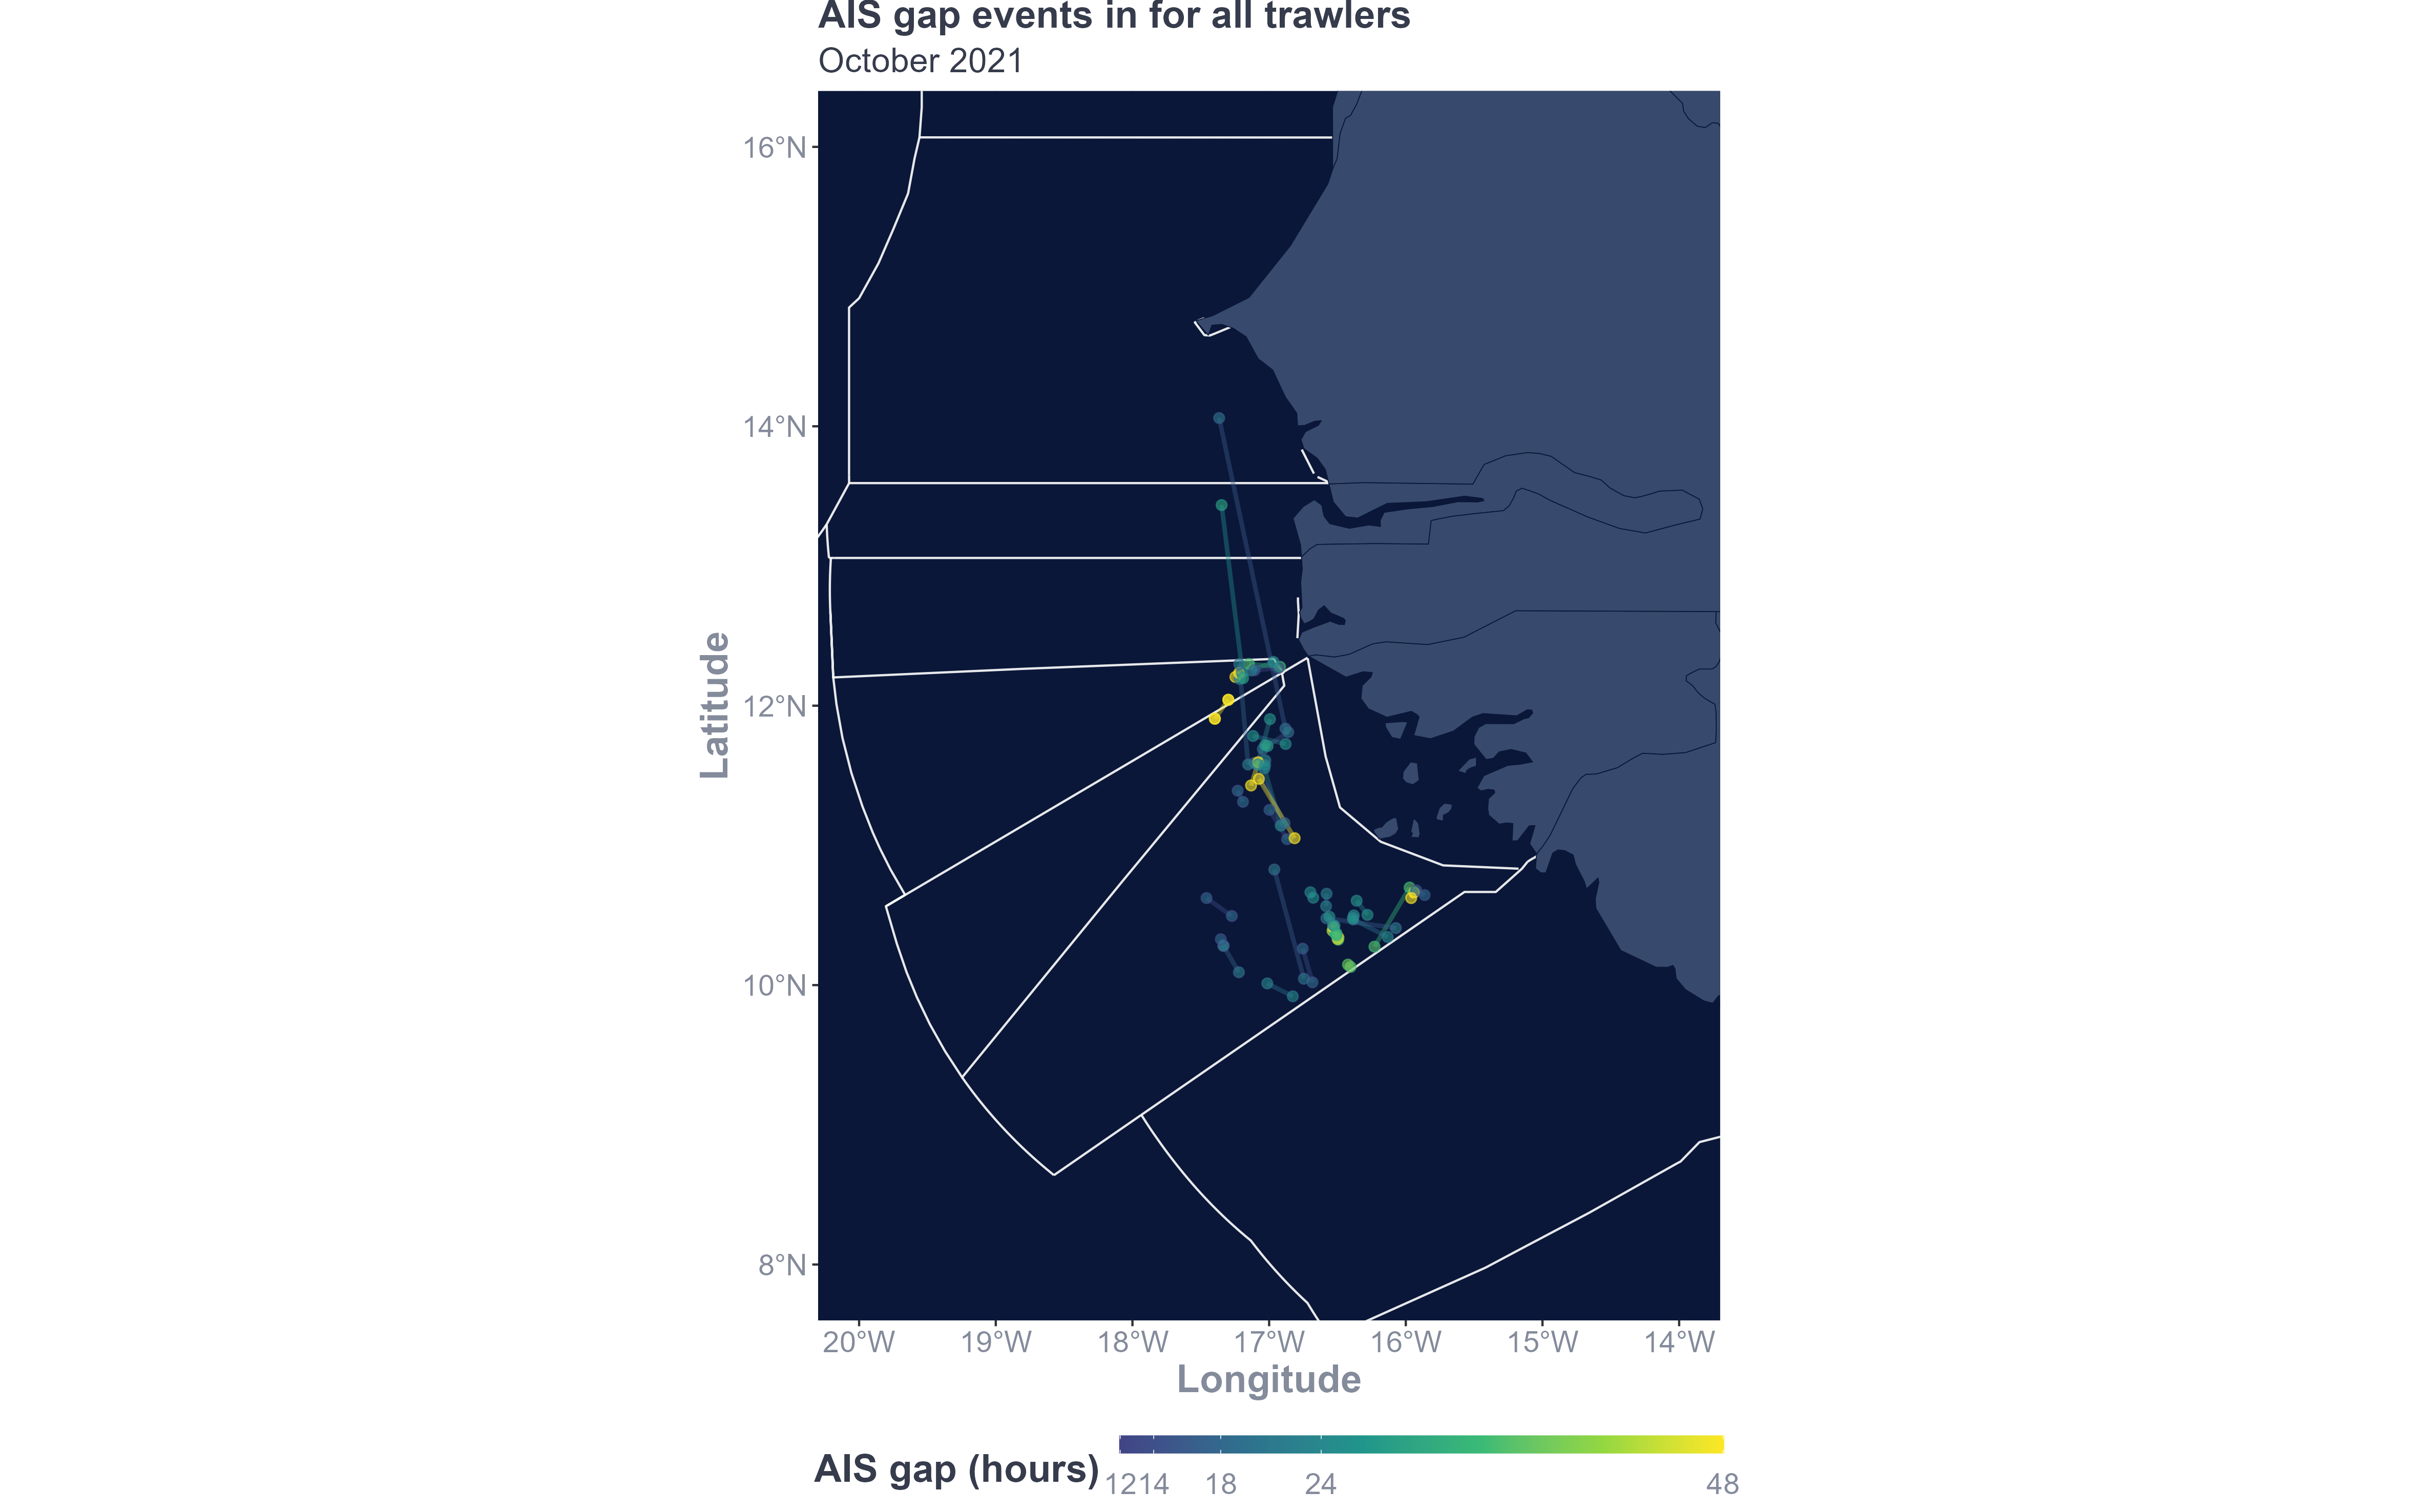 AIS gap events in for all trawlers
October 2021
16°N
14°N
12°N
10°N
8°N
Latitude
20°W 19°W 18°W 17°W 16°W 15°W 14°W
Longitude
AIS gap (hours)
12 14 18 24 48